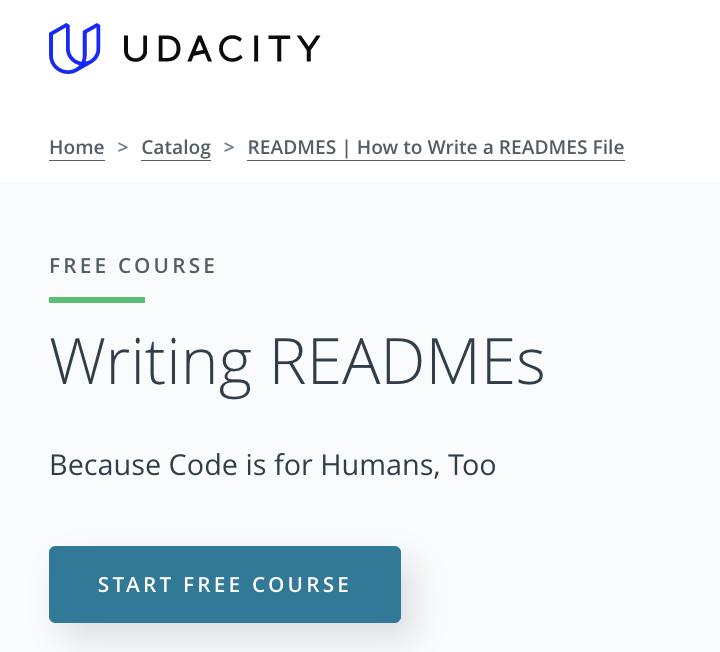 UDACITY
Home > Catalog > READMES | How to Write a READMES File
FREE COURSE
Writing READMEs
Because Code is for Humans, Too
START FREE COURSE